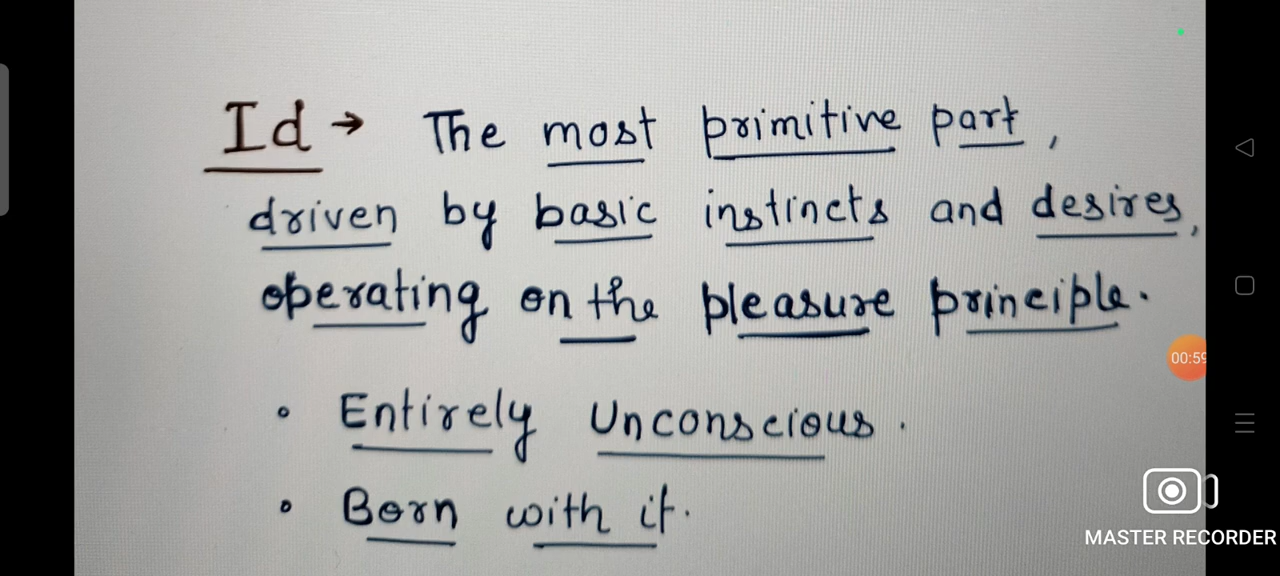 Id → The most primitive part,
driven by basic instincts and desires,
operating on the pleasure principle.
• Entirely Unconscious.
• Born with it.
00:59
MASTER RECORDER